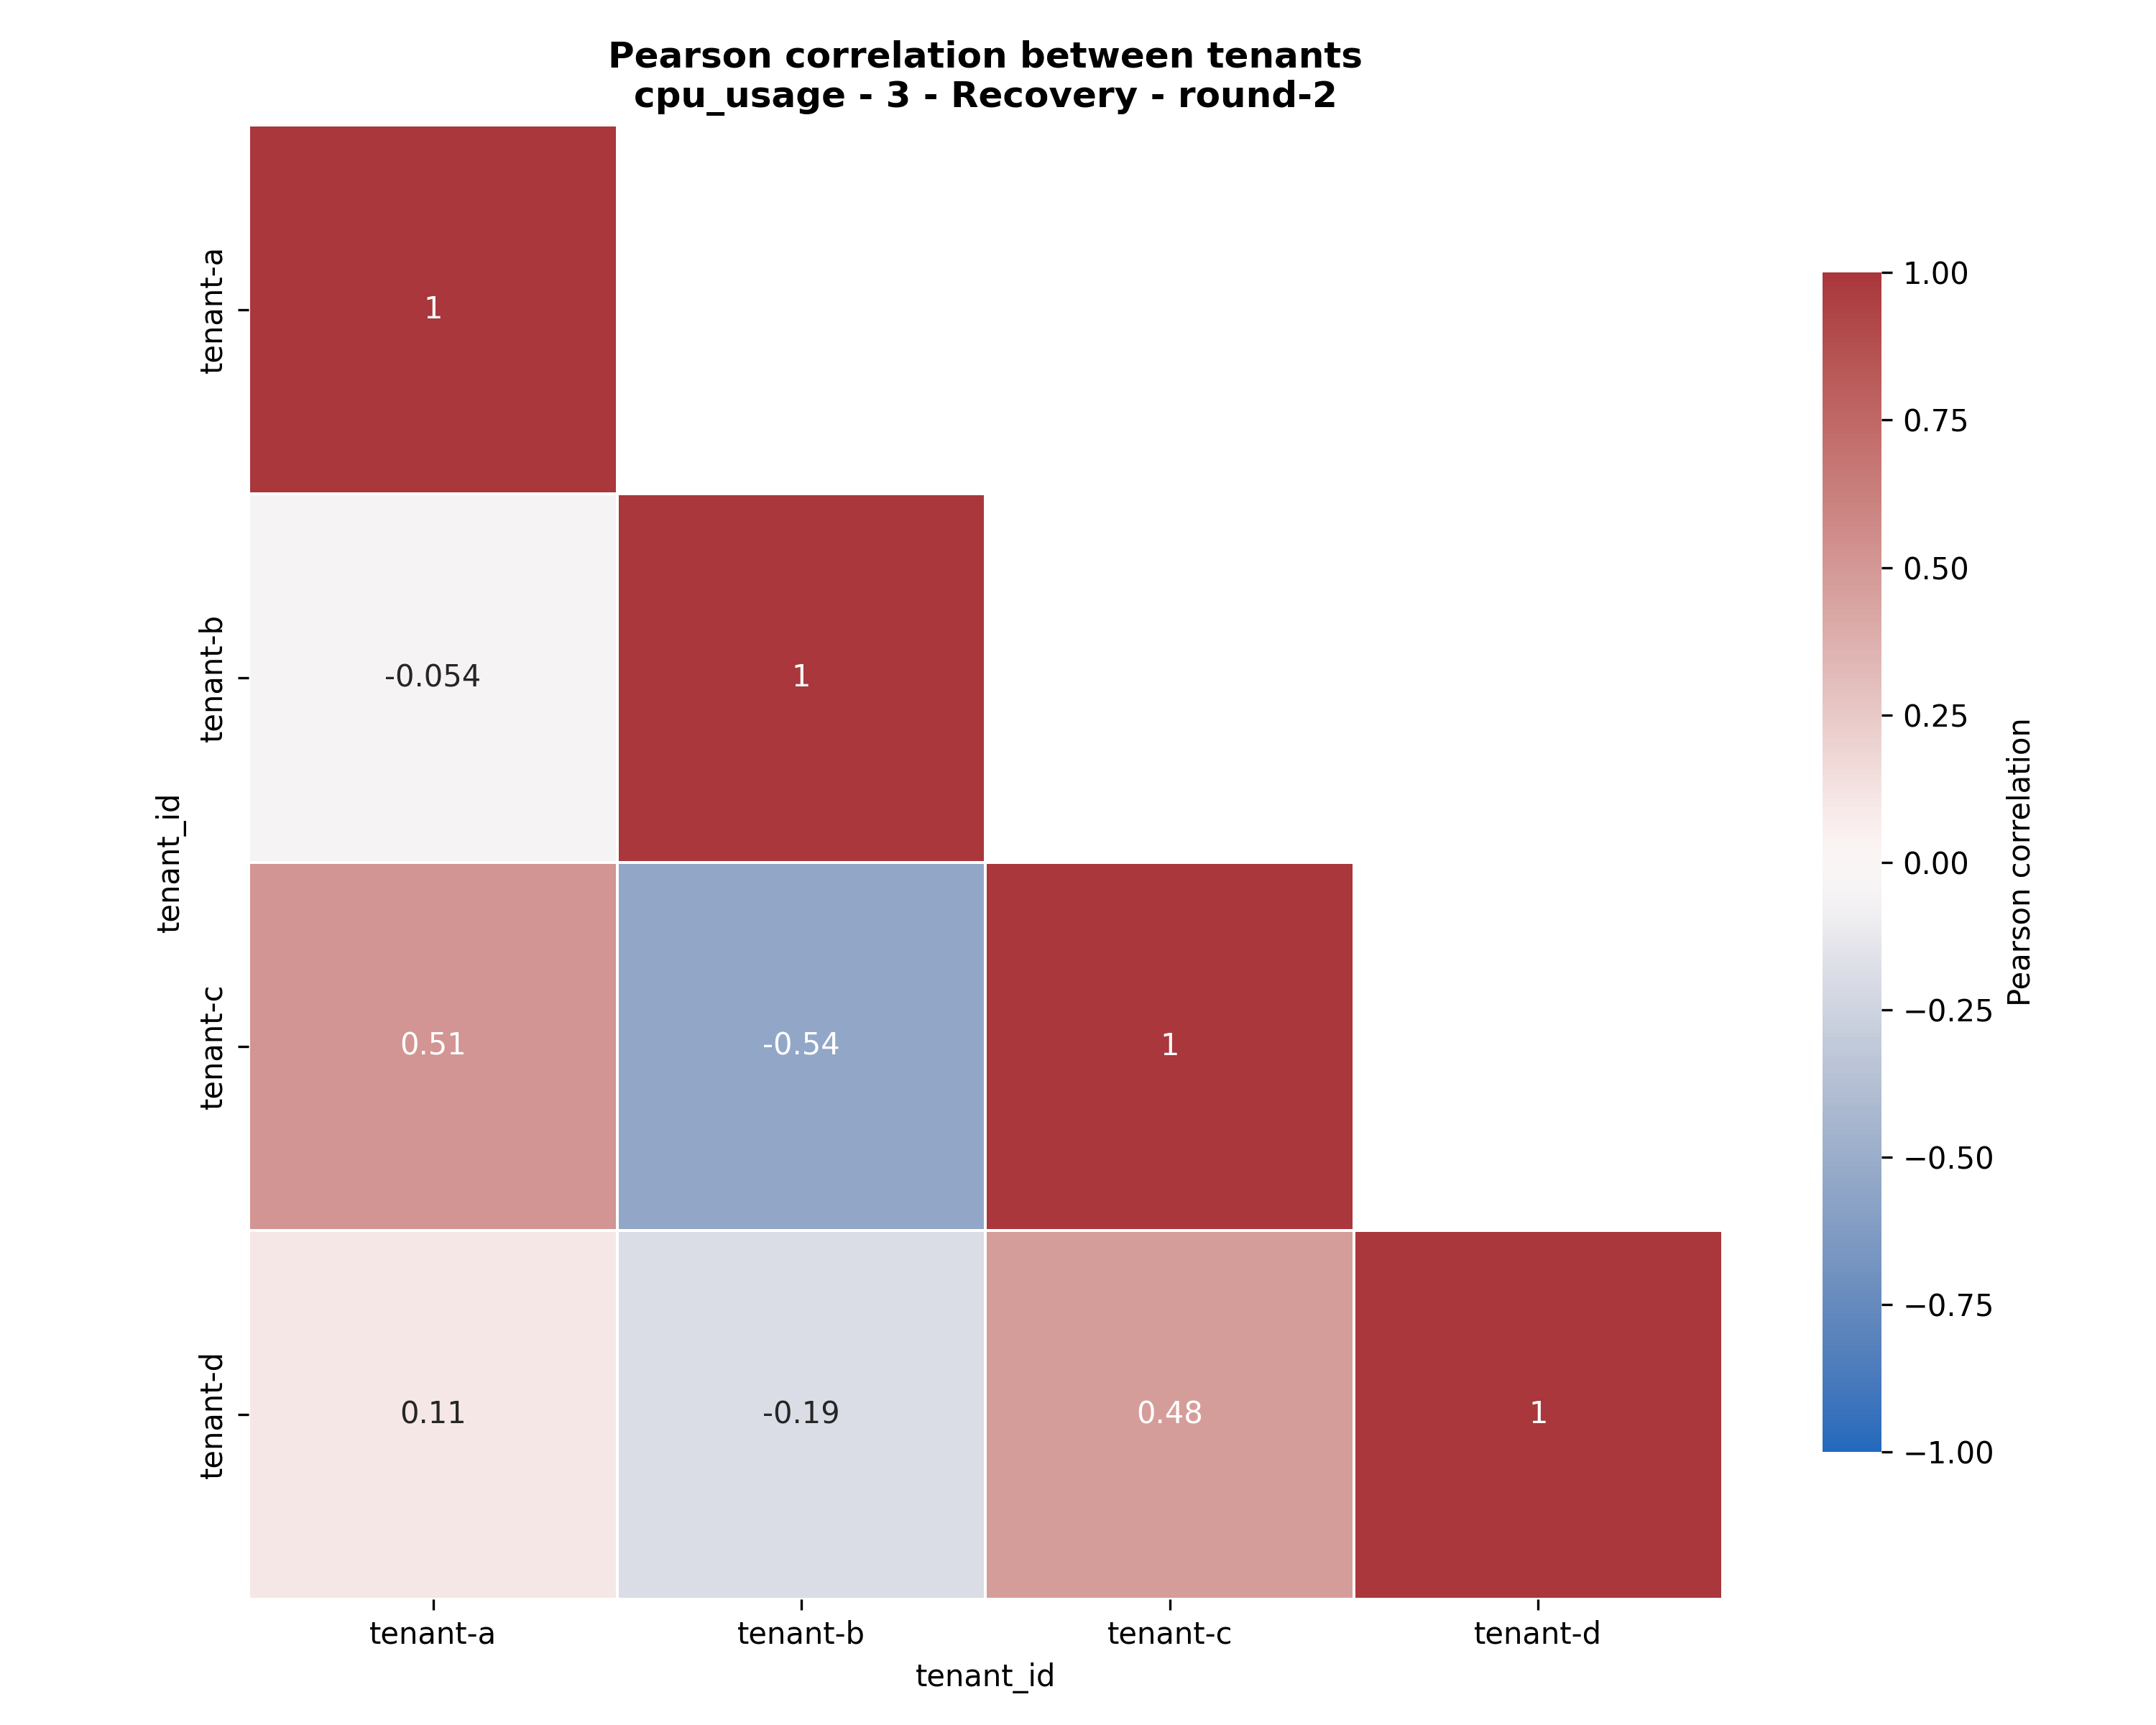 Pearson correlation between tenants
cpu_usage - 3 - Recovery - round-2
tenant_id
tenant-a
1
tenant-b
-0.054
1
tenant-c
0.51
-0.54
1
tenant-d
0.11
-0.19
0.48
1
tenant-a
tenant-b
tenant-c
tenant-d
tenant_id
1.00
0.75
0.50
0.25
0.00
−0.25
−0.50
−0.75
−1.00
Pearson correlation